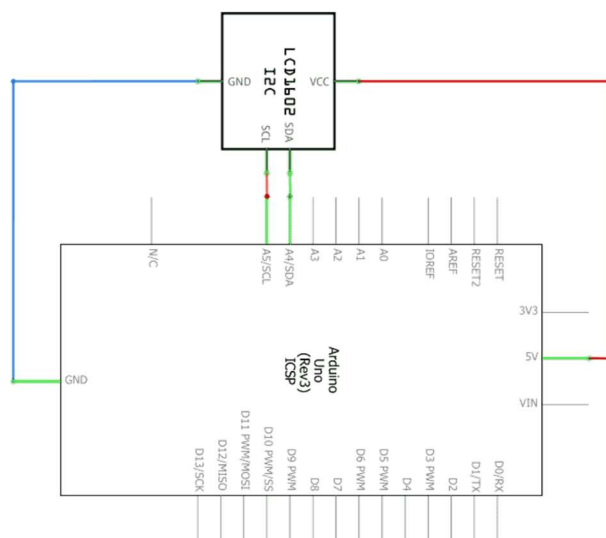 LCD1602
I2C
GND
VCC
SCL
SDA
N/C
A5/SCL
A4/SDA
A3
A2
A1
A0
IOREF
AREF
RESET2
RESET
3V3
5V
VIN
GND
Arduino
Uno
(Rev3)
ICSP
D13/SCK
D12/MISO
D11 PWM/MOSI
D10 PWM/SS
D9 PWM
D8
D7
D6 PWM
D5 PWM
D4
D3 PWM
D2
D1/TX
D0/RX